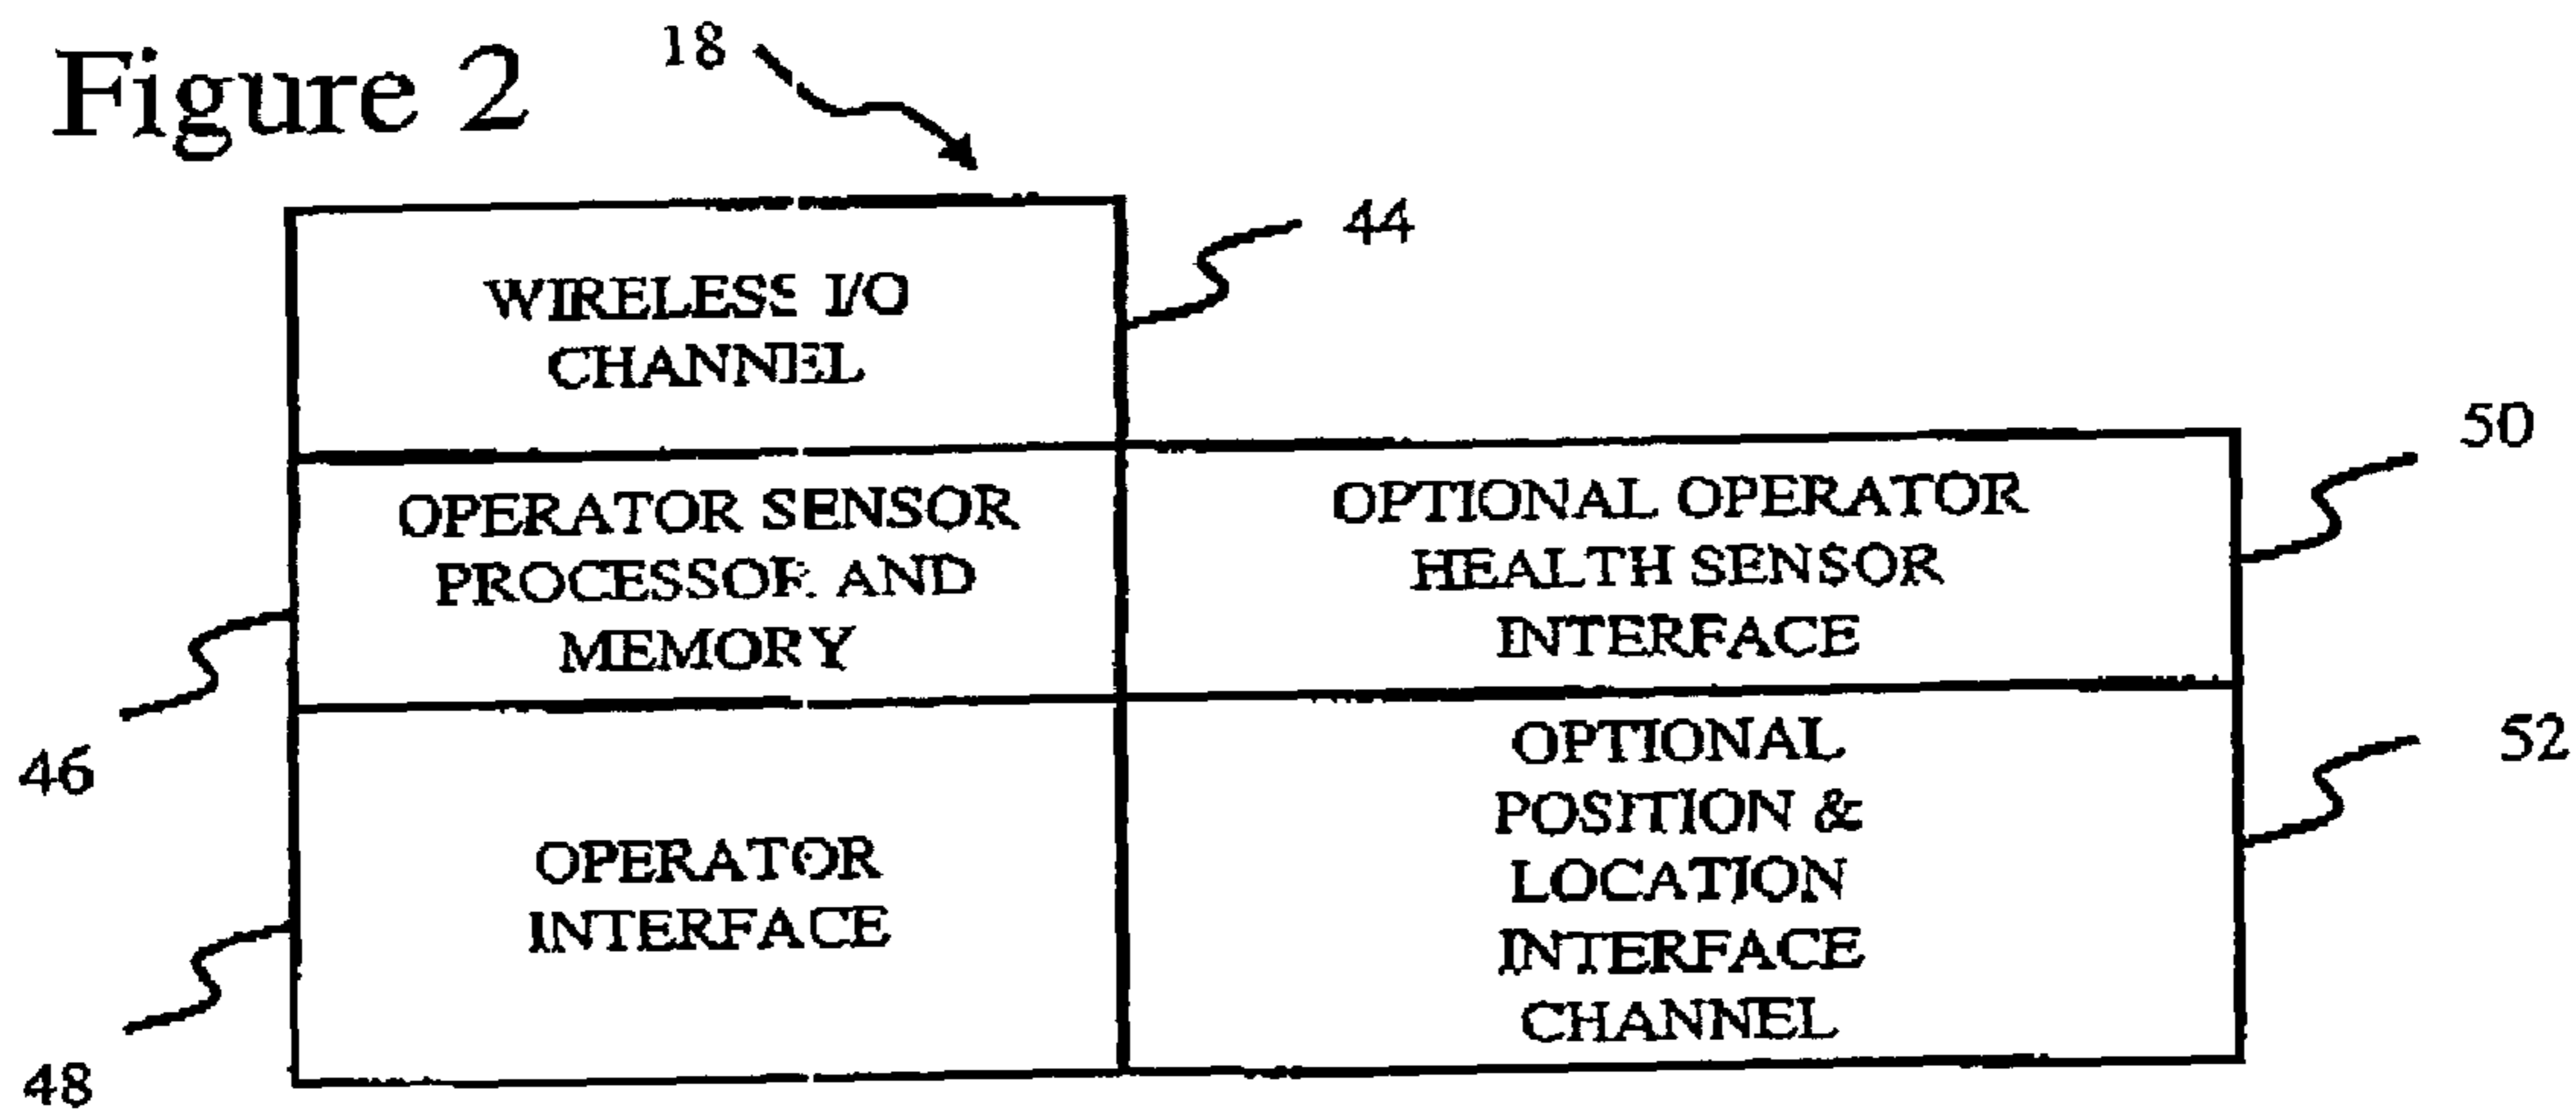 Figure 2
18
WIRELESS I/O
CHANNEL
44
OPERATOR SENSOR
PROCESSOR AND
MEMORY
46
OPTIONAL OPERATOR
HEALTH SENSOR
INTERFACE
50
OPERATOR
INTERFACE
48
OPTIONAL
POSITION &
LOCATION
INTERFACE
CHANNEL
52